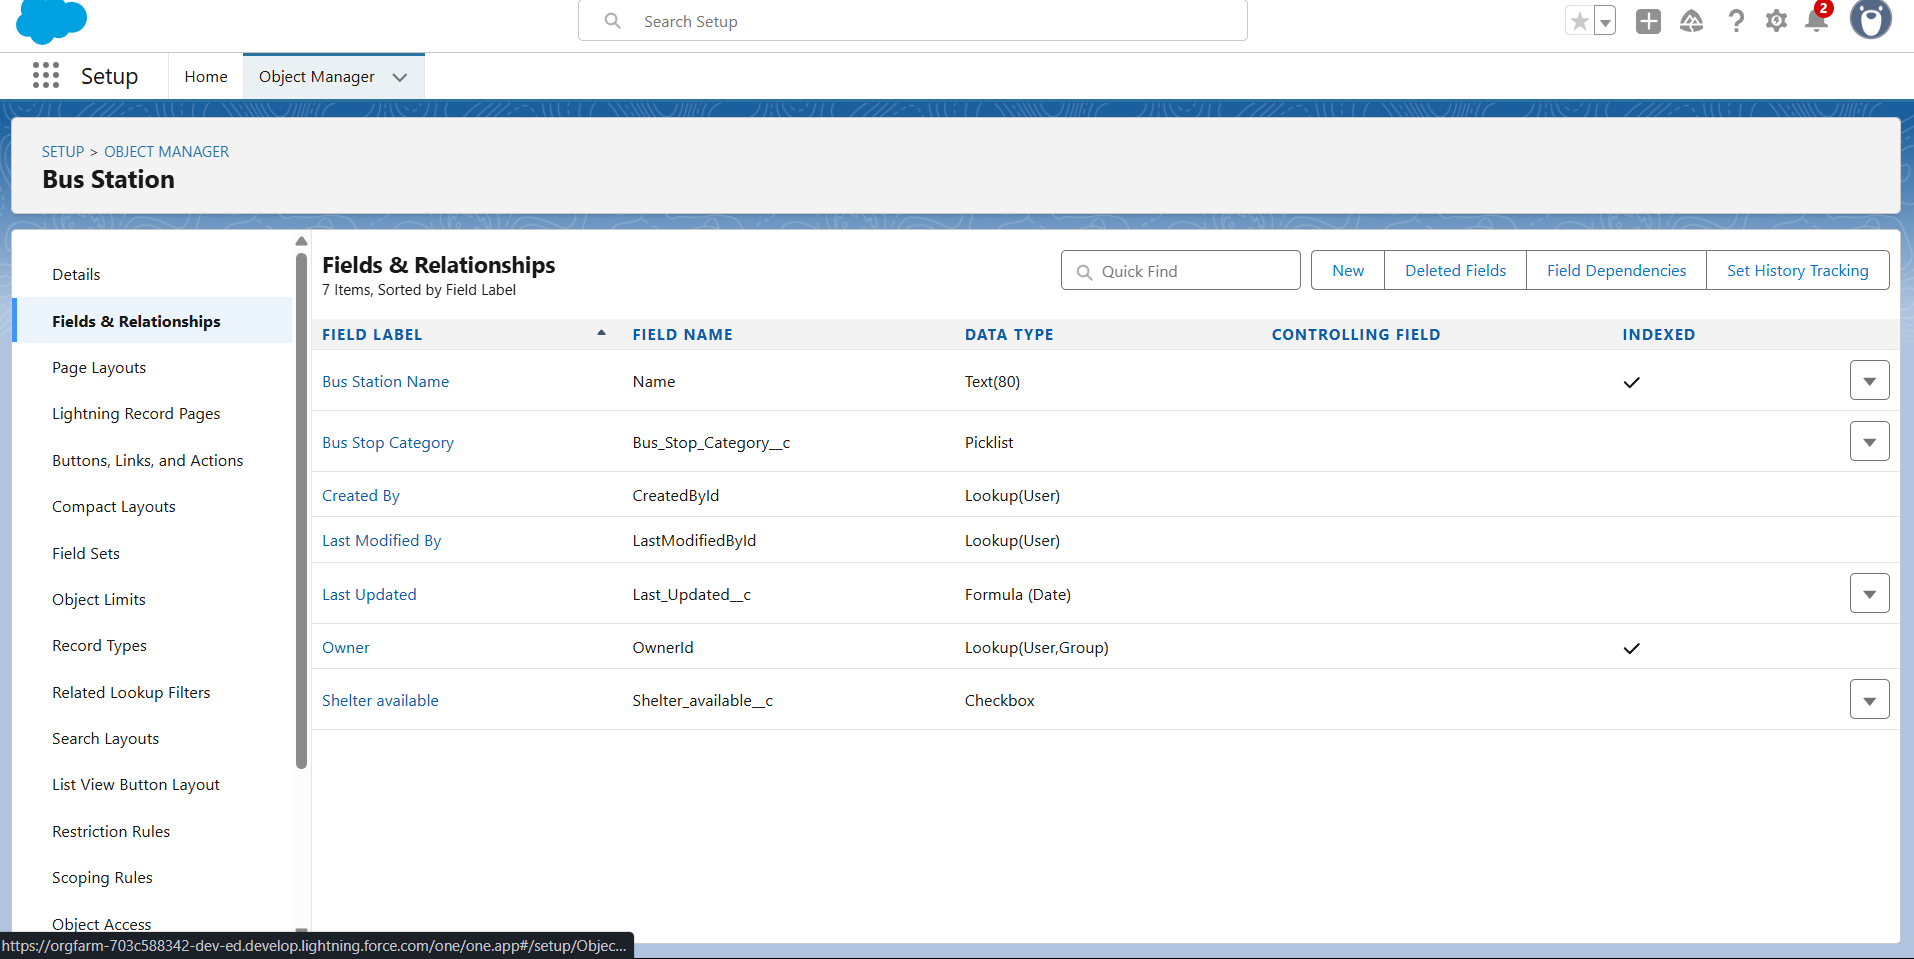 Search Setup
2
Setup
Home
Object Manager
SETUP > OBJECT MANAGER
Bus Station
Details
Fields & Relationships
Page Layouts
Lightning Record Pages
Buttons, Links, and Actions
Compact Layouts
Field Sets
Object Limits
Record Types
Related Lookup Filters
Search Layouts
List View Button Layout
Restriction Rules
Scoping Rules
Object Access
Fields & Relationships
7 Items, Sorted by Field Label
Quick Find
New
Deleted Fields
Field Dependencies
Set History Tracking
FIELD LABEL FIELD NAME DATA TYPE CONTROLLING FIELD INDEXED
Bus Station Name Name Text(80)
Bus Stop Category Bus_Stop_Category__c Picklist
Created By CreatedById Lookup(User)
Last Modified By LastModifiedById Lookup(User)
Last Updated Last_Updated__c Formula (Date)
Owner OwnerId Lookup(User,Group)
Shelter available Shelter_available__c Checkbox
https://orgfarm-703c588342-dev-ed.develop.lightning.force.com/one/one.app#/setup/Objec...